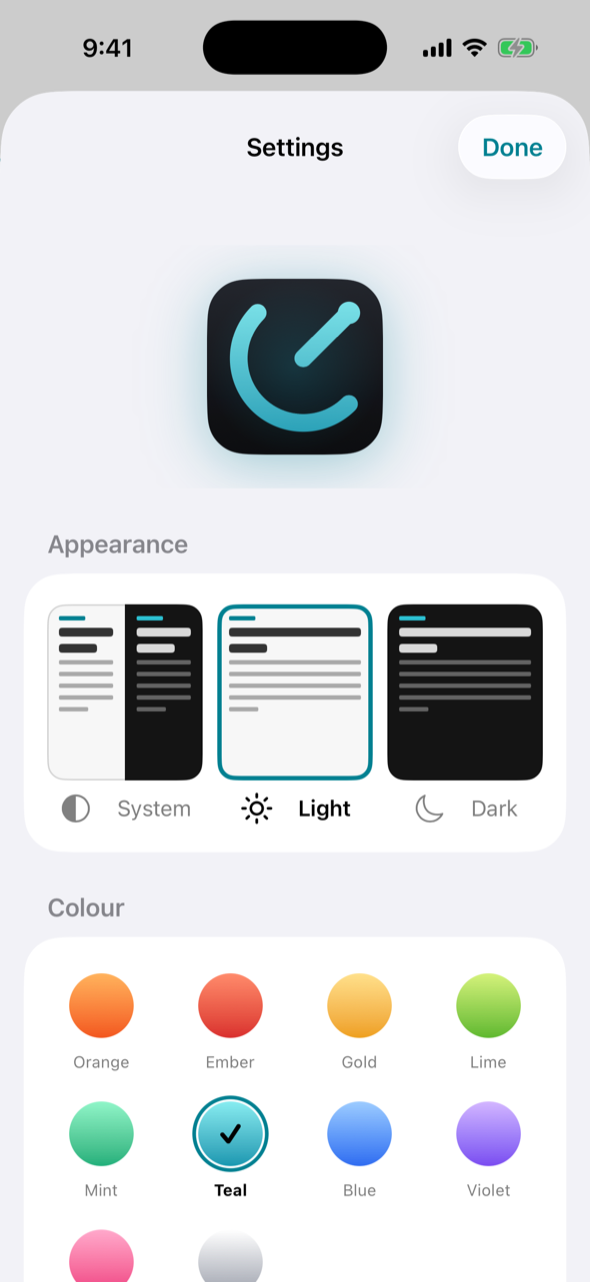 9:41
Settings
Done
Appearance
System
Light
Dark
Colour
Orange
Ember
Gold
Lime
Mint
Teal
Blue
Violet